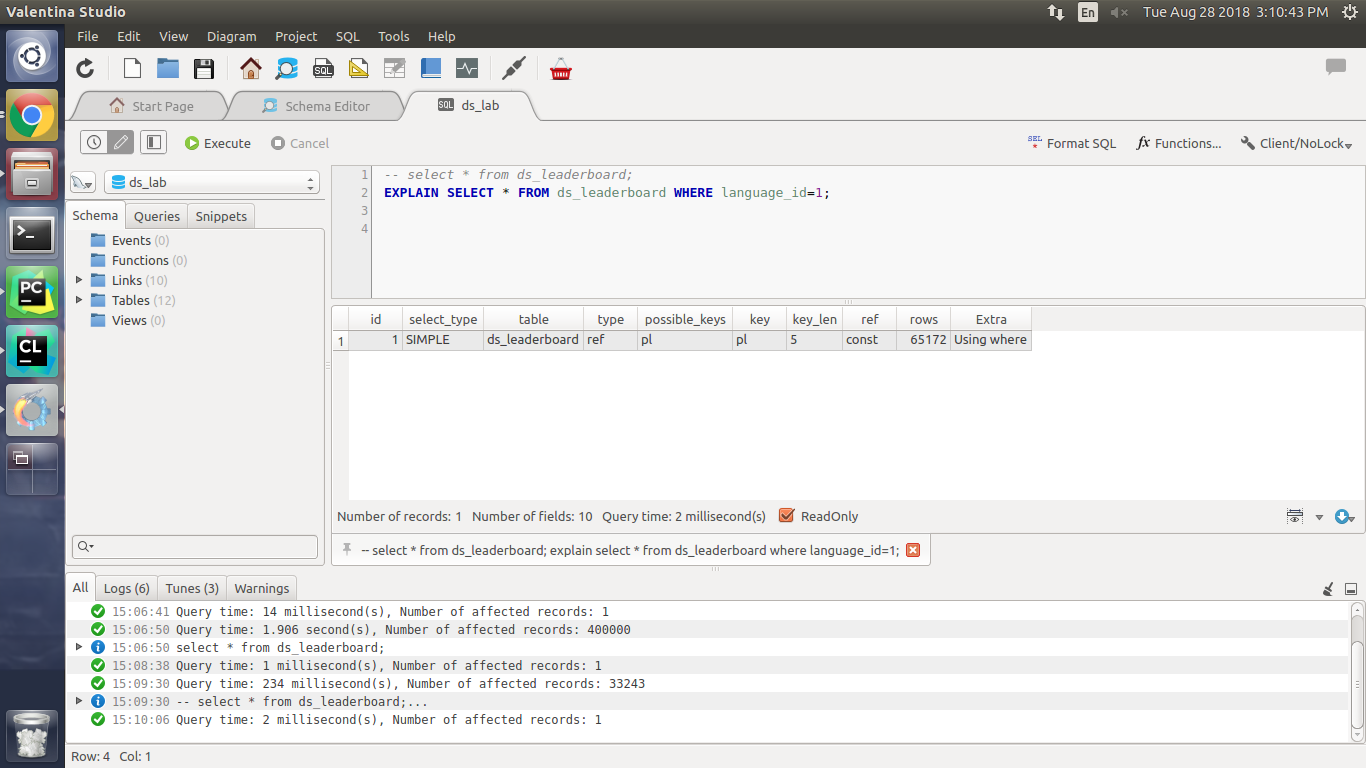 Valentina Studio
En
Tue Aug 28 2018 3:10:43 PM
File Edit View Diagram Project SQL Tools Help
SQL
Start Page
Schema Editor
SQL ds_lab
Execute
Cancel
SEL Format SQL
fx Functions...
Client/NoLock
ds_lab
Schema Queries Snippets
Events (0)
Functions (0)
Links (10)
Tables (12)
Views (0)
PC
CL
1 -- select * from ds_leaderboard;
2 EXPLAIN SELECT * FROM ds_leaderboard WHERE language_id=1;
3
4
id select_type table type possible_keys key key_len ref rows Extra
1 1 SIMPLE ds_leaderboard ref pl pl 5 const 65172 Using where
Number of records: 1 Number of fields: 10 Query time: 2 millisecond(s) ReadOnly
-- select * from ds_leaderboard; explain select * from ds_leaderboard where language_id=1;
All Logs (6) Tunes (3) Warnings
15:06:41 Query time: 14 millisecond(s), Number of affected records: 1
15:06:50 Query time: 1.906 second(s), Number of affected records: 400000
15:06:50 select * from ds_leaderboard;
15:08:38 Query time: 1 millisecond(s), Number of affected records: 1
15:09:30 Query time: 234 millisecond(s), Number of affected records: 33243
15:09:30 -- select * from ds_leaderboard;...
15:10:06 Query time: 2 millisecond(s), Number of affected records: 1
Row: 4 Col: 1